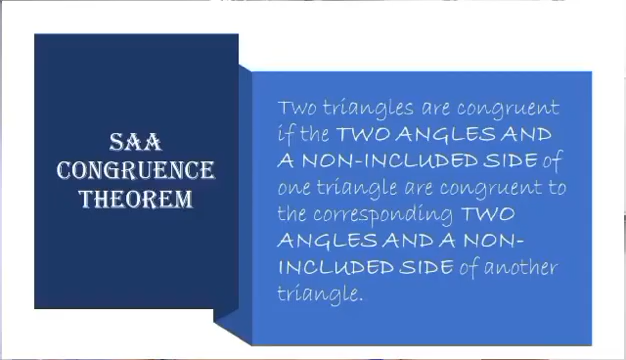 SAA
CONGRUENCE
THEOREM
Two triangles are congruent
if the TWO ANGLES AND
A NON-INCLUDED SIDE of
one triangle are congruent to
the corresponding TWO
ANGLES AND A NON-
INCLUDED SIDE of another
triangle.